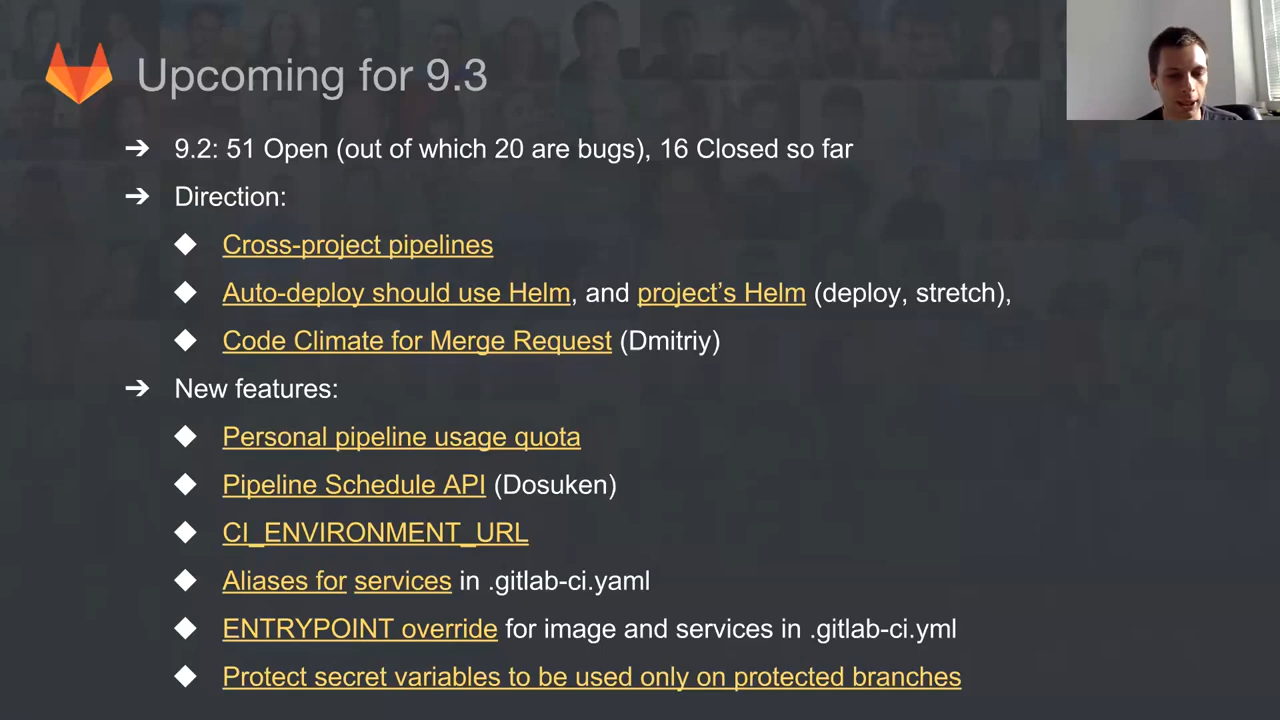 Upcoming for 9.3
➔ 9.2: 51 Open (out of which 20 are bugs), 16 Closed so far
➔ Direction:
◆ Cross-project pipelines
◆ Auto-deploy should use Helm, and project’s Helm (deploy, stretch),
◆ Code Climate for Merge Request (Dmitriy)
➔ New features:
◆ Personal pipeline usage quota
◆ Pipeline Schedule API (Dosuken)
◆ CI_ENVIRONMENT_URL
◆ Aliases for services in .gitlab-ci.yaml
◆ ENTRYPOINT override for image and services in .gitlab-ci.yml
◆ Protect secret variables to be used only on protected branches